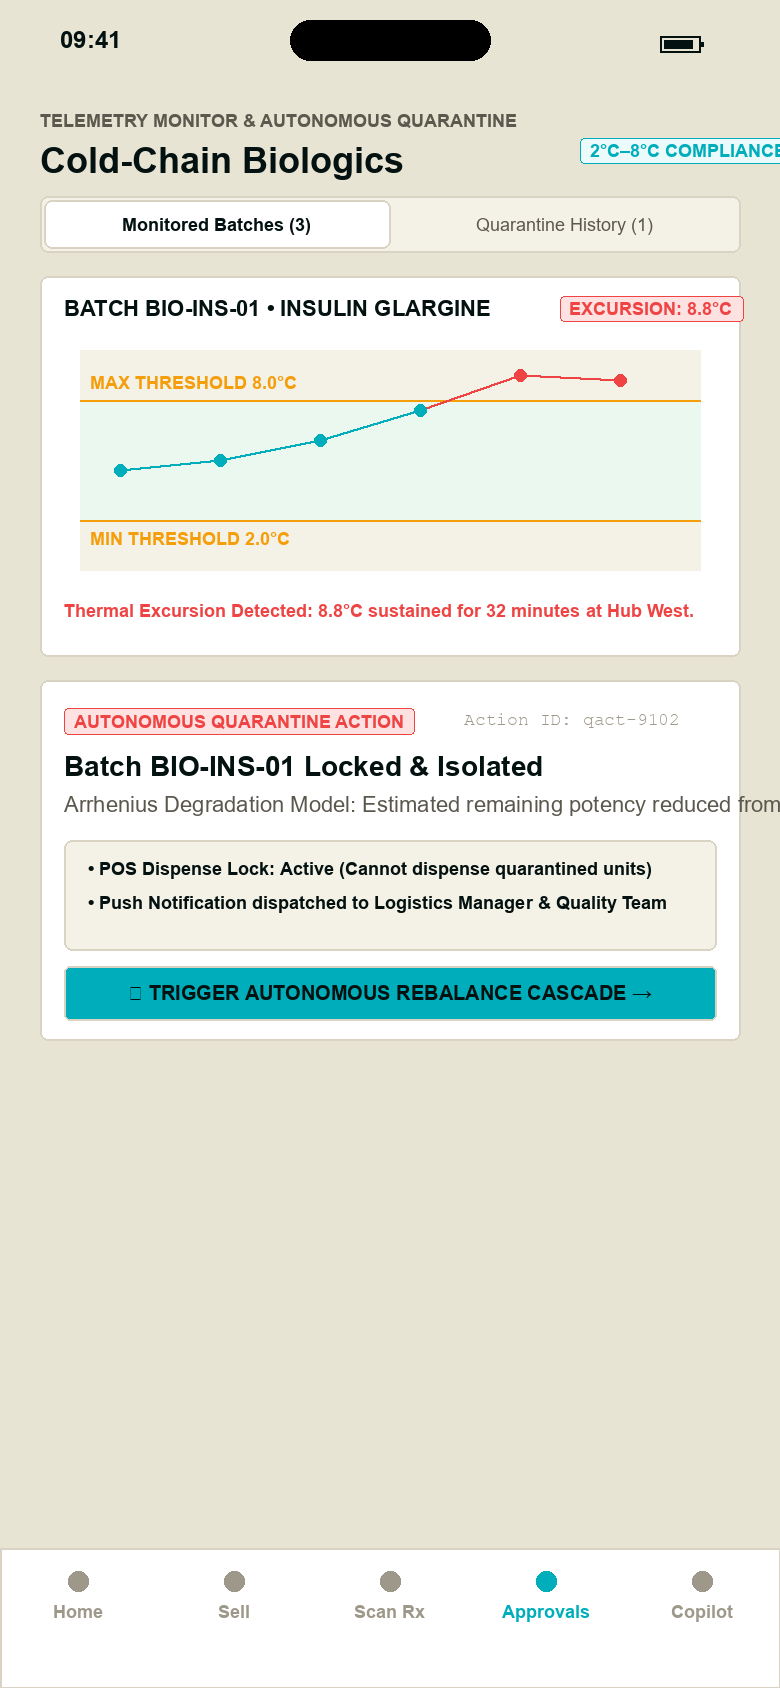 09:41
TELEMETRY MONITOR & AUTONOMOUS QUARANTINE
Cold-Chain Biologics
2°C–8°C COMPLIANCE
Monitored Batches (3)
Quarantine History (1)
BATCH BIO-INS-01 • INSULIN GLARGINE
EXCURSION: 8.8°C
MAX THRESHOLD 8.0°C
MIN THRESHOLD 2.0°C
Thermal Excursion Detected: 8.8°C sustained for 32 minutes at Hub West.
AUTONOMOUS QUARANTINE ACTION
Action ID: qact-9102
Batch BIO-INS-01 Locked & Isolated
Arrhenius Degradation Model: Estimated remaining potency reduced from
• POS Dispense Lock: Active (Cannot dispense quarantined units)
• Push Notification dispatched to Logistics Manager & Quality Team
TRIGGER AUTONOMOUS REBALANCE CASCADE →
Home
Sell
Scan Rx
Approvals
Copilot